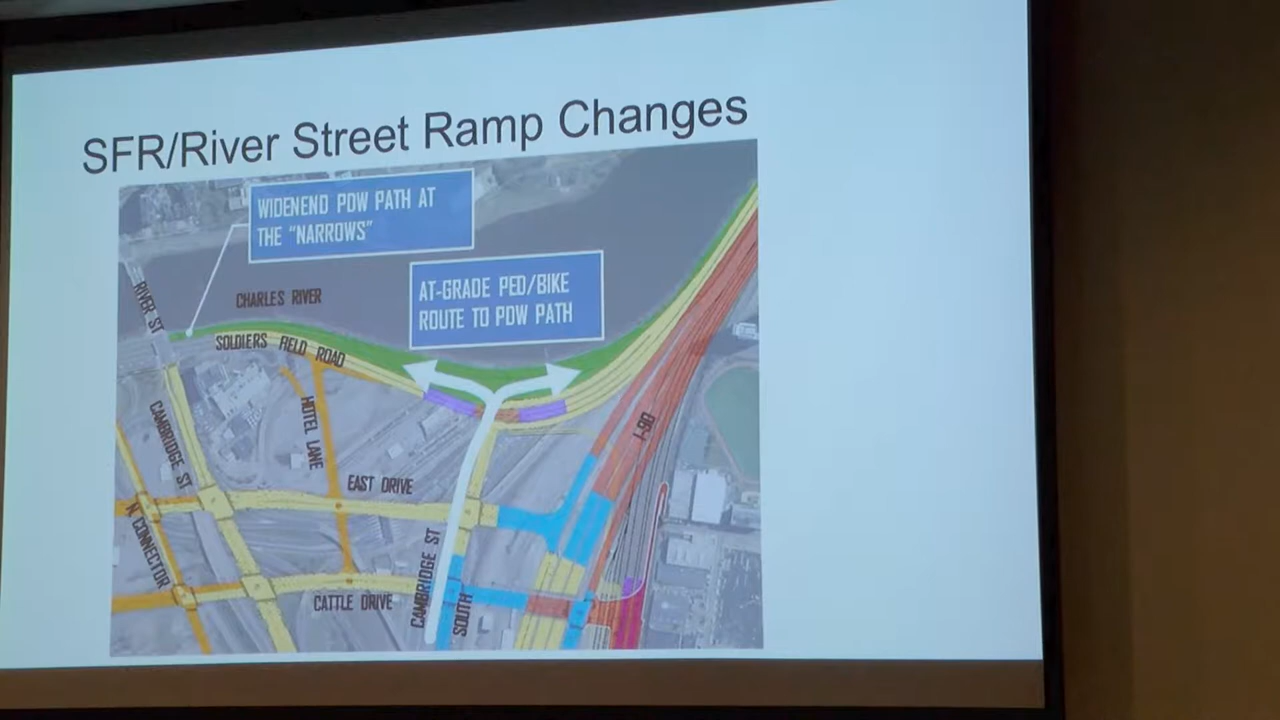 SFR/River Street Ramp Changes
WIDENEND PDW PATH AT
THE “NARROWS”
AT-GRADE PED/BIKE
ROUTE TO PDW PATH
RIVER ST
CHARLES RIVER
SOLDIERS FIELD ROAD
CAMBRIDGE ST
HOTEL LANE
I-90
EAST DRIVE
N CONNECTOR
CATTLE DRIVE
CAMBRIDGE ST
SOUTH